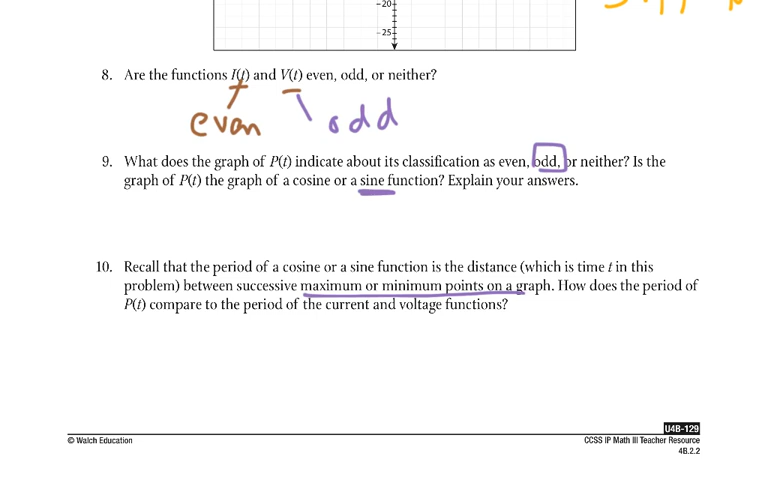 -20
-25
8. Are the functions I(t) and V(t) even, odd, or neither?
evan odd
9. What does the graph of P(t) indicate about its classification as even, odd, or neither? Is the
graph of P(t) the graph of a cosine or a sine function? Explain your answers.
10. Recall that the period of a cosine or a sine function is the distance (which is time t in this
problem) between successive maximum or minimum points on a graph. How does the period of
P(t) compare to the period of the current and voltage functions?
U4B-129
© Walch Education
CCSS IP Math III Teacher Resource
4B.2.2